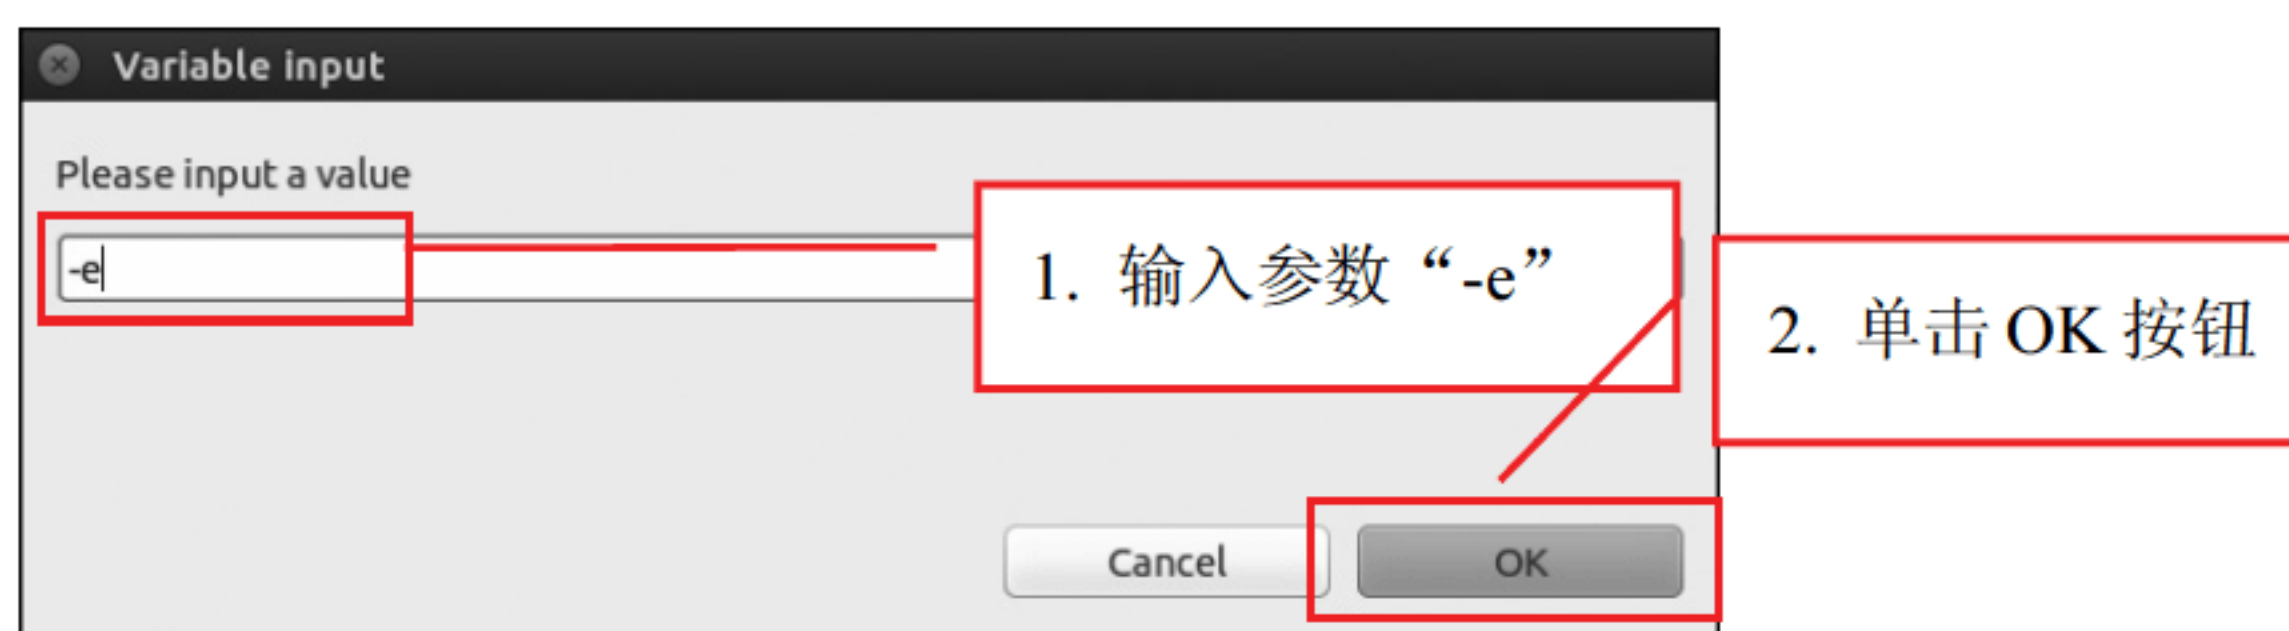 Variable input
Please input a value
-e
1. 输入参数“-e”
2. 单击 OK 按钮
Cancel
OK